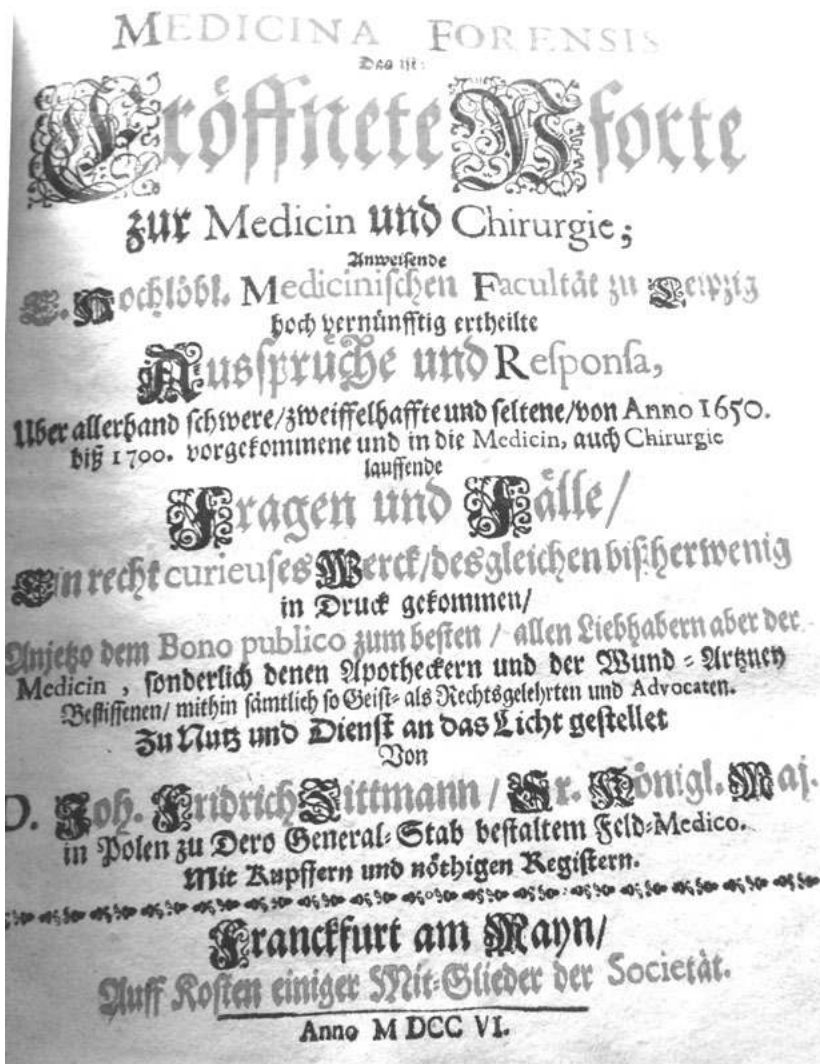 MEDICINA FORENSIS
Das ist:
Eröffnete Pforte
zur Medicin und Chirurgie;
Anweisende
E. Hochlöbl. Medicinischen Facultät zu Leipzig
hoch vernünfftig ertheilte
Aussprüche und Responsa,
Uber allerhand schwere/zweiffelhaffte und seltene/von Anno 1650.
biß 1700. vorgekommene und in die Medicin, auch Chirurgie
lauffende
Fragen und Fälle/
Ein recht curieuses Werck/desgleichen bißher wenig
in Druck gekommen/
Anjetzo dem Bono publico zum besten / allen Liebhabern aber der
Medicin, sonderlich denen Apotheckern und der Wund-Artzney
Beflissenen/ mithin sämtlich so Geist- als Rechtsgelehrten und Advocaten.
Zu Nutz und Dienst an das Licht gestellet
Von
D. Joh. Fridrich Zittmann/ Sr. Königl. Maj.
in Polen zu Dero General-Stab bestaltem Feld-Medico.
Mit Kupffern und nöthigen Registern.
Franckfurt am Mayn/
Auff Kosten einiger Mit-Glieder der Societät.
Anno M DCC VI.